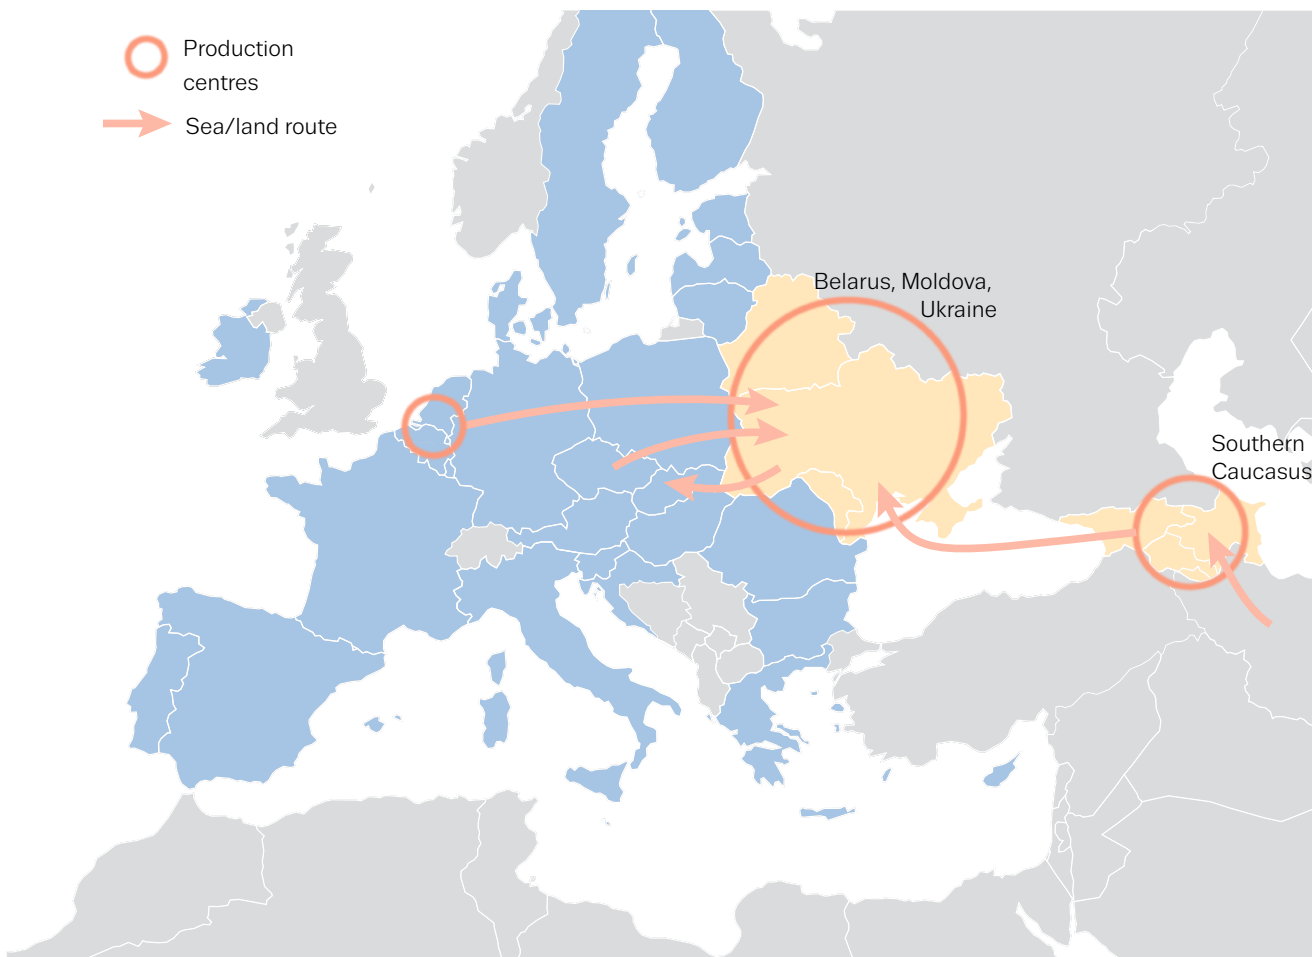 Production
centres
Sea/land route
Belarus, Moldova,
Ukraine
Southern
Caucasus